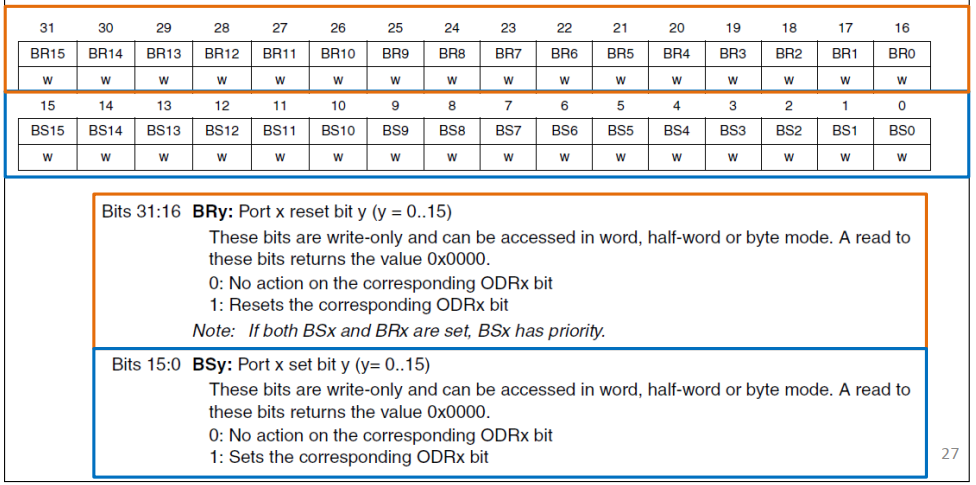 31 30 29 28 27 26 25 24 23 22 21 20 19 18 17 16
BR15 BR14 BR13 BR12 BR11 BR10 BR9 BR8 BR7 BR6 BR5 BR4 BR3 BR2 BR1 BR0
w w w w w w w w w w w w w w w w
15 14 13 12 11 10 9 8 7 6 5 4 3 2 1 0
BS15 BS14 BS13 BS12 BS11 BS10 BS9 BS8 BS7 BS6 BS5 BS4 BS3 BS2 BS1 BS0
w w w w w w w w w w w w w w w w
Bits 31:16 BRy: Port x reset bit y (y = 0..15)
These bits are write-only and can be accessed in word, half-word or byte mode. A read to
these bits returns the value 0x0000.
0: No action on the corresponding ODRx bit
1: Resets the corresponding ODRx bit
Note: If both BSx and BRx are set, BSx has priority.
Bits 15:0 BSy: Port x set bit y (y= 0..15)
These bits are write-only and can be accessed in word, half-word or byte mode. A read to
these bits returns the value 0x0000.
0: No action on the corresponding ODRx bit
1: Sets the corresponding ODRx bit
27